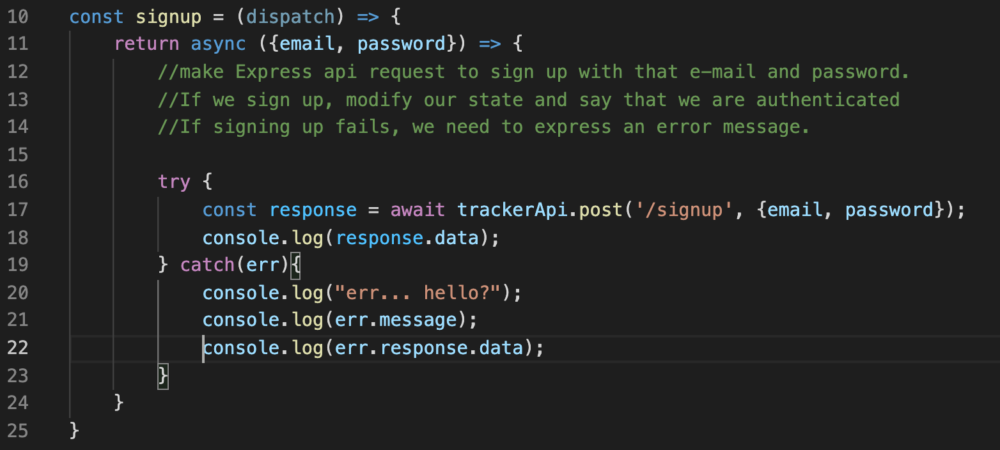 10 const signup = (dispatch) => {
11 return async ({email, password}) => {
12 //make Express api request to sign up with that e-mail and password.
13 //If we sign up, modify our state and say that we are authenticated
14 //If signing up fails, we need to express an error message.
15
16 try {
17 const response = await trackerApi.post('/signup', {email, password});
18 console.log(response.data);
19 } catch(err){
20 console.log("err... hello?");
21 console.log(err.message);
22 console.log(err.response.data);
23 }
24 }
25 }